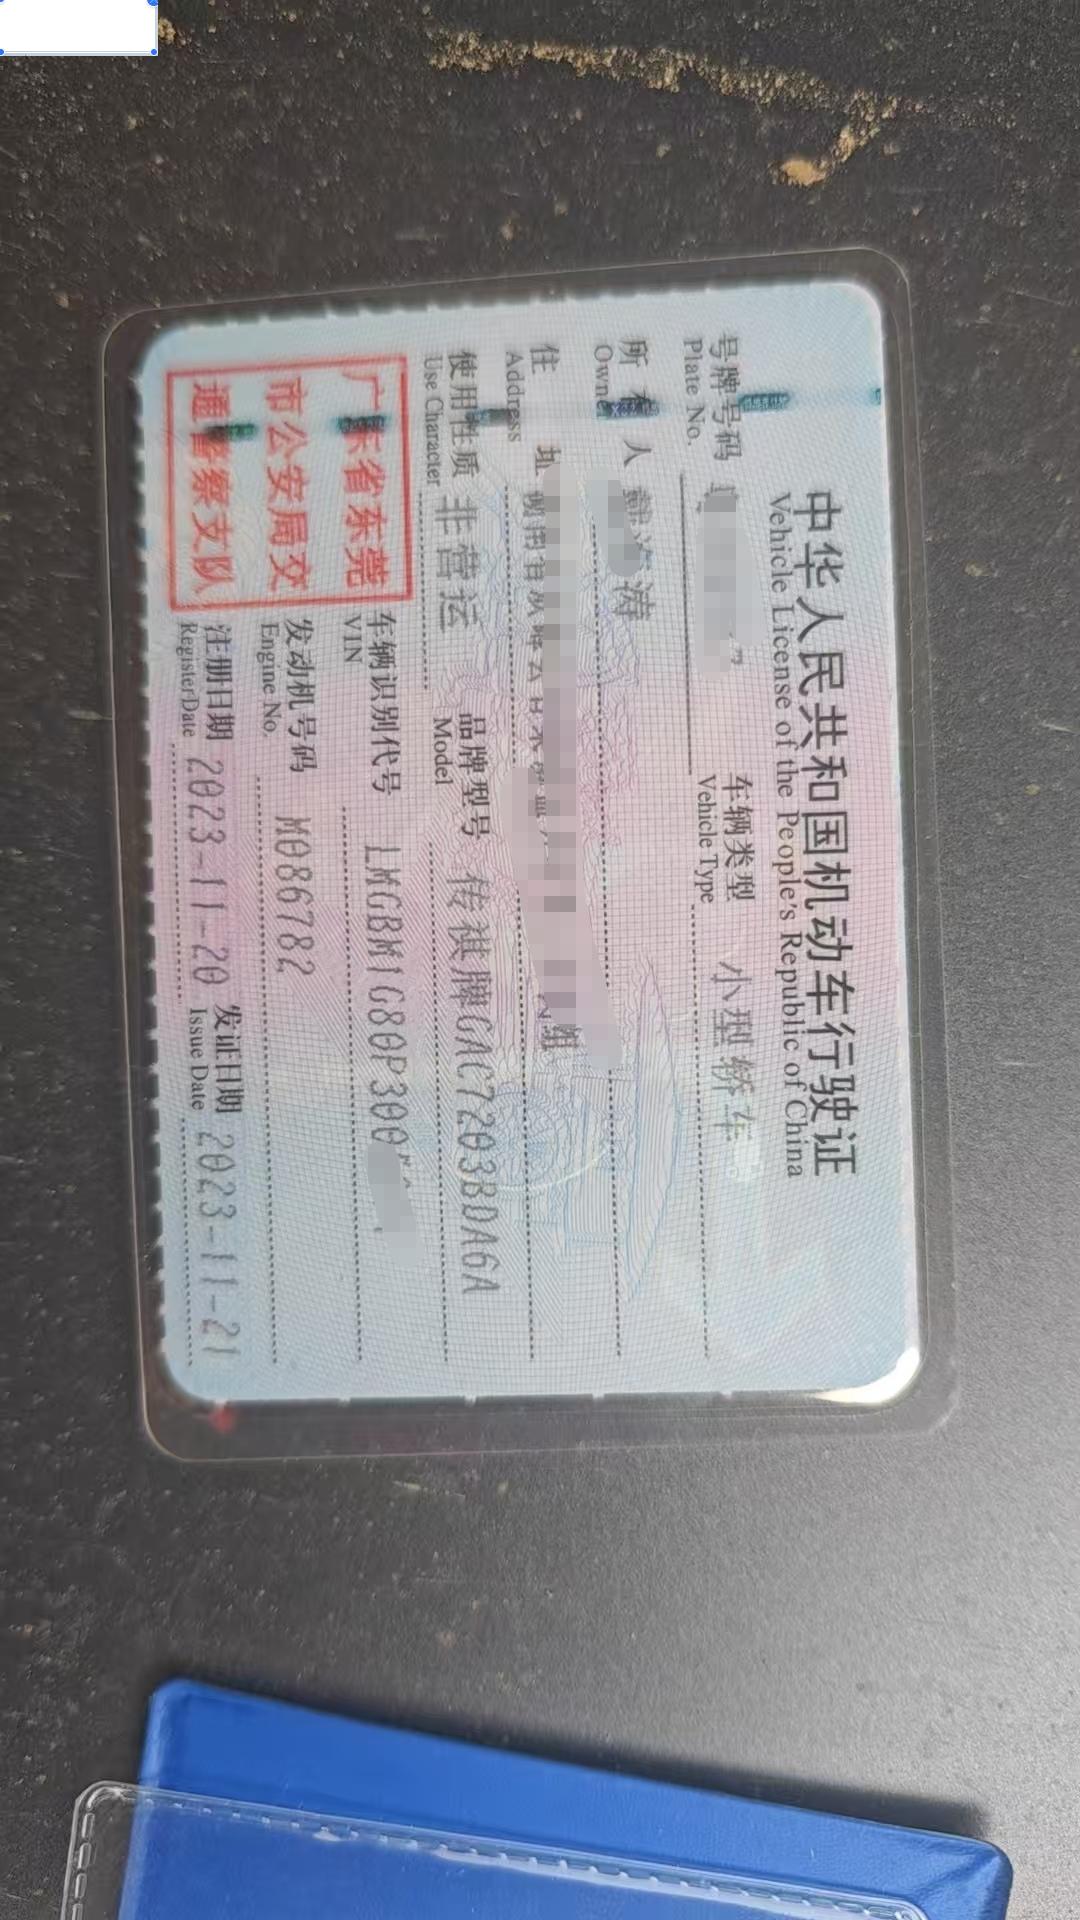 中华人民共和国机动车行驶证
Vehicle License of the People's Republic of China
号牌号码
Plate No.
车辆类型 小型轿车
Vehicle Type
所有人 涛
Owner
住址 组
Address
使用性质 非营运
Use Character
品牌型号 传祺牌GAC7203BDA6A
Model
广东省东莞
市公安局交
通警察支队
车辆识别代号 LMGBM1G80P300
VIN
发动机号码 M086782
Engine No.
注册日期 2023-11-20
Register Date
发证日期 2023-11-21
Issue Date